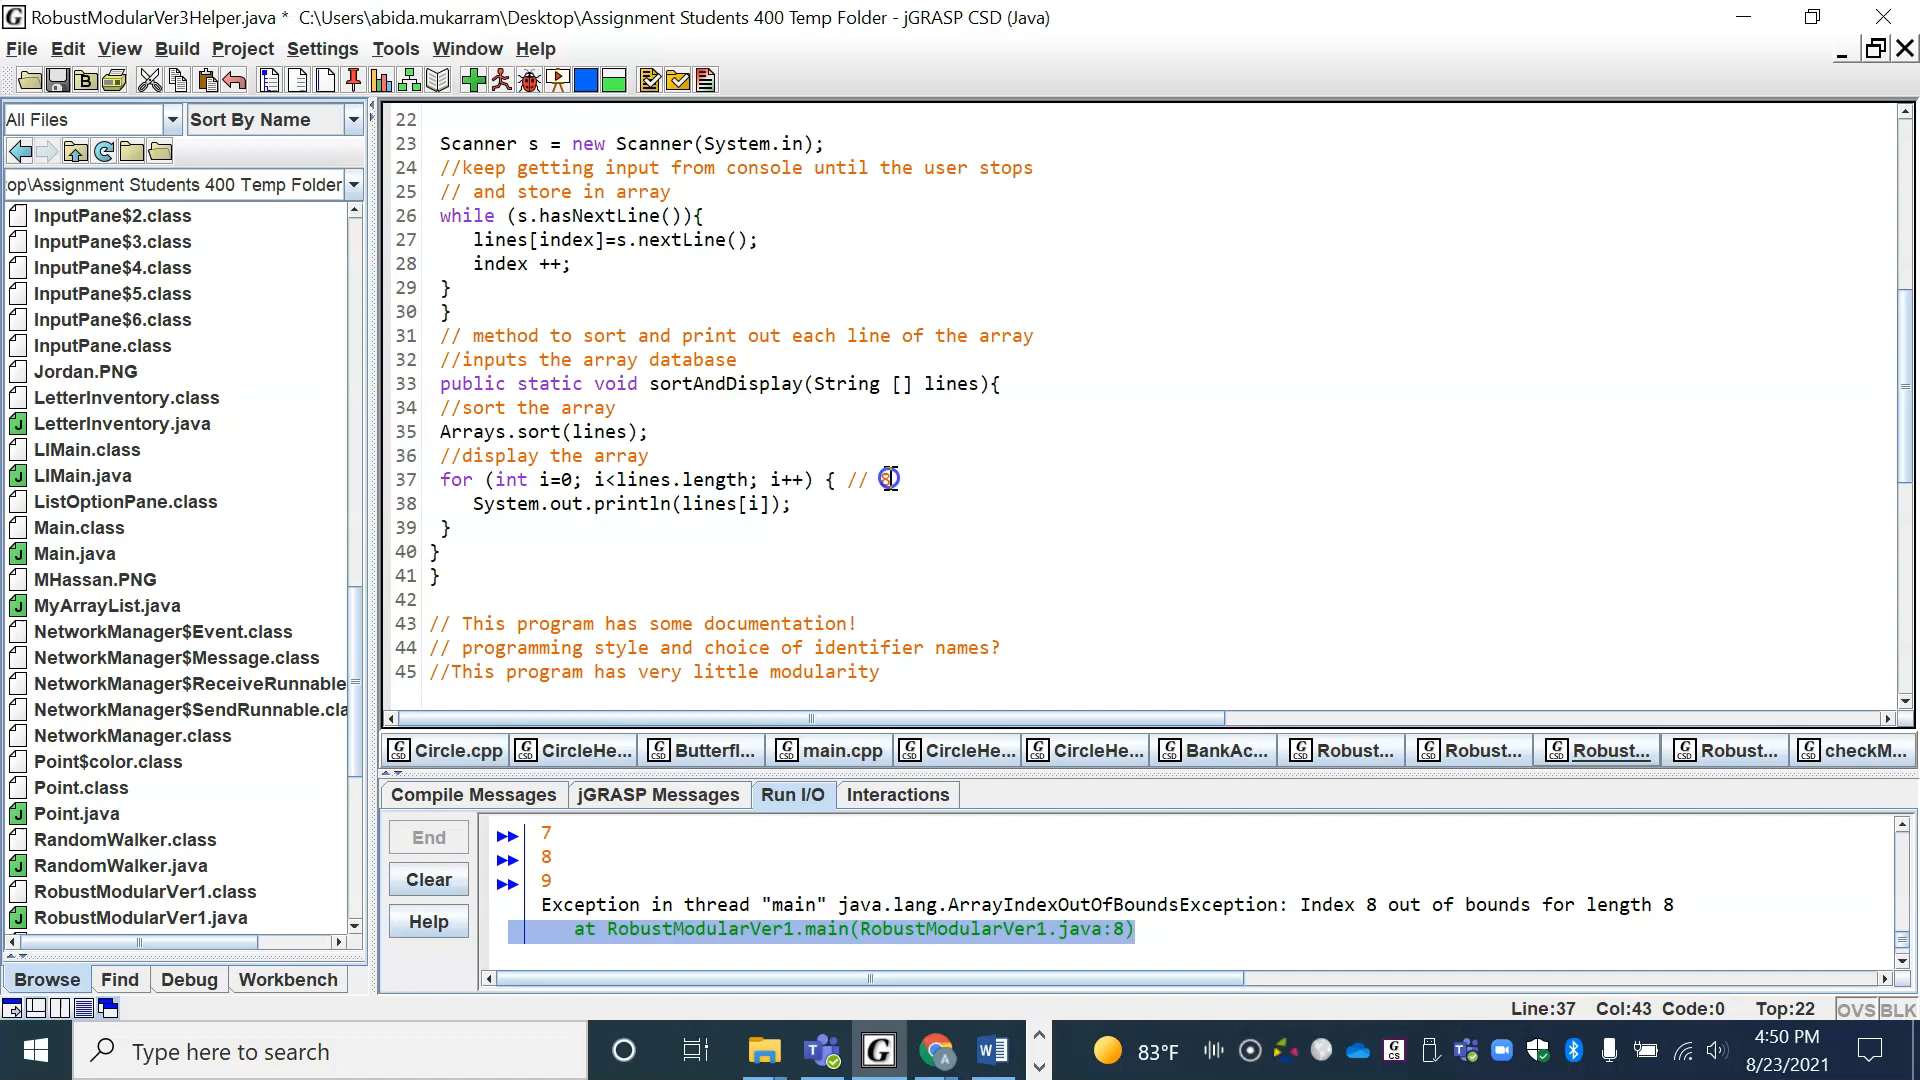 RobustModularVer3Helper.java *  C:\Users\abida.mukarram\Desktop\Assignment Students 400 Temp Folder - jGRASP CSD (Java)
File Edit View Build Project Settings Tools Window Help
All Files
Sort By Name
op\Assignment Students 400 Temp Folder
InputPane$2.class
InputPane$3.class
InputPane$4.class
InputPane$5.class
InputPane$6.class
InputPane.class
Jordan.PNG
LetterInventory.class
LetterInventory.java
LIMain.class
LIMain.java
ListOptionPane.class
Main.class
Main.java
MHassan.PNG
MyArrayList.java
NetworkManager$Event.class
NetworkManager$Message.class
NetworkManager$ReceiveRunnable
NetworkManager$SendRunnable.cla
NetworkManager.class
Point$color.class
Point.class
Point.java
RandomWalker.class
RandomWalker.java
RobustModularVer1.class
RobustModularVer1.java
Browse Find Debug Workbench
22
23 Scanner s = new Scanner(System.in);
24 //keep getting input from console until the user stops
25 // and store in array
26 while (s.hasNextLine()){
27 lines[index]=s.nextLine();
28 index ++;
29 }
30 }
31 // method to sort and print out each line of the array
32 //inputs the array database
33 public static void sortAndDisplay(String [] lines){
34 //sort the array
35 Arrays.sort(lines);
36 //display the array
37 for (int i=0; i<lines.length; i++) { // 8
38 System.out.println(lines[i]);
39 }
40 }
41 }
42
43 // This program has some documentation!
44 // programming style and choice of identifier names?
45 //This program has very little modularity
Circle.cpp CircleHe... Butterfl... main.cpp CircleHe... CircleHe... BankAc... Robust... Robust... Robust... Robust... checkM...
Compile Messages jGRASP Messages Run I/O Interactions
End
Clear
Help
7
8
9
Exception in thread "main" java.lang.ArrayIndexOutOfBoundsException: Index 8 out of bounds for length 8
at RobustModularVer1.main(RobustModularVer1.java:8)
Line:37 Col:43 Code:0 Top:22 OVS BLK
Type here to search
83°F
4:50 PM
8/23/2021